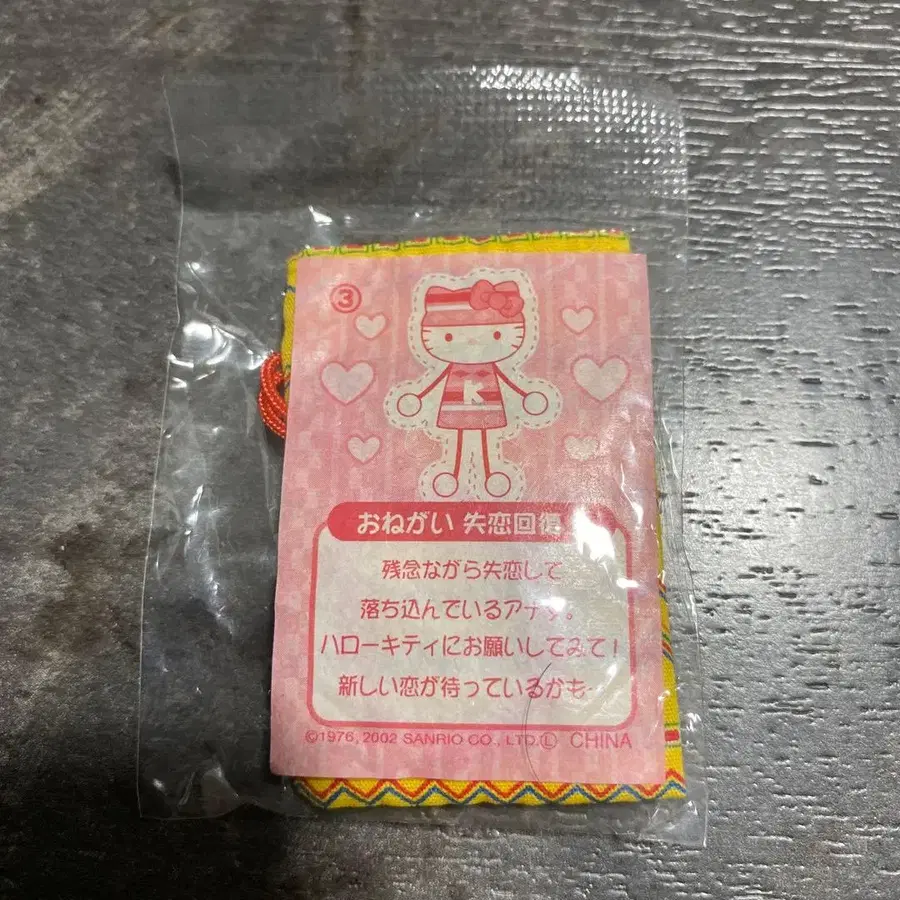 ③
K
おねがい 失恋回復
残念ながら失恋して
落ち込んでいるアナタ。
ハローキティにお願いしてみて!
新しい恋が待っているかも…
©1976, 2002 SANRIO CO., LTD.Ⓛ CHINA